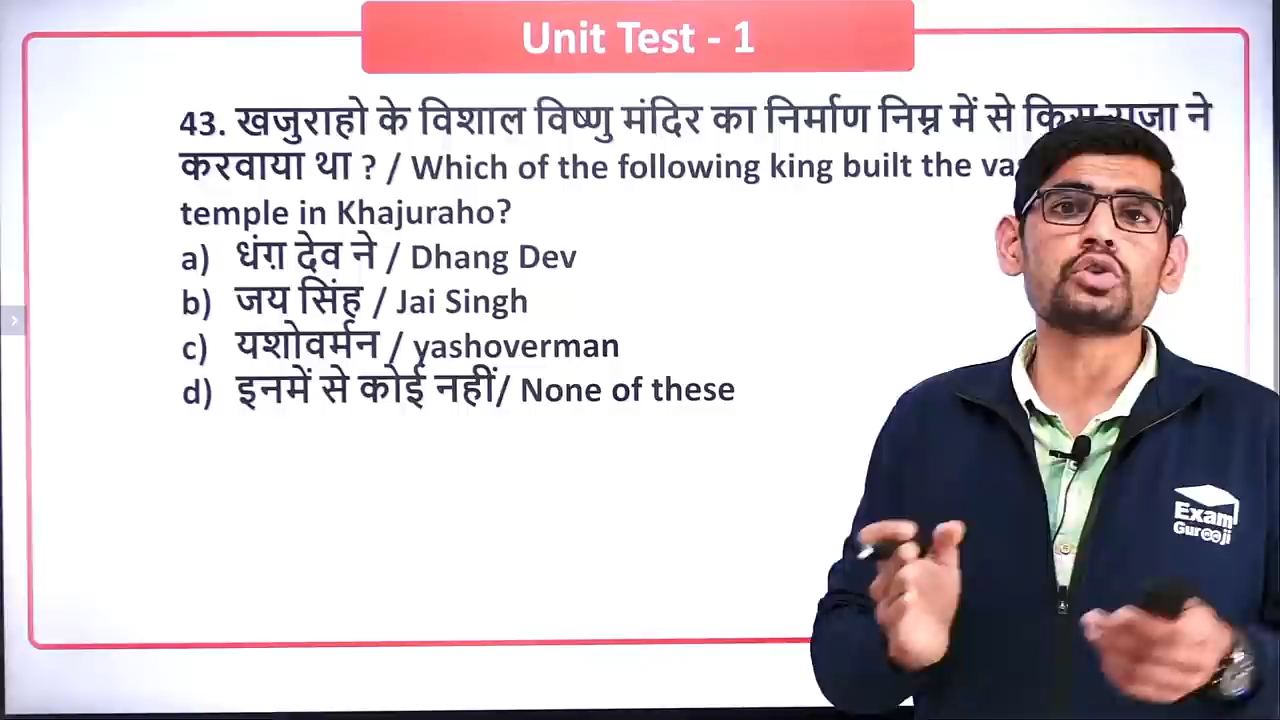 Unit Test - 1
43. खजुराहो के विशाल विष्णु मंदिर का निर्माण निम्न में से ने
करवाया था ? / Which of the following king built the
temple in Khajuraho?
a) धंग़ देव ने / Dhang Dev
b) जय सिंह / Jai Singh
c) यशोवर्मन / yashoverman
d) इनमें से कोई नहीं/ None of these
Exam
Gurooji